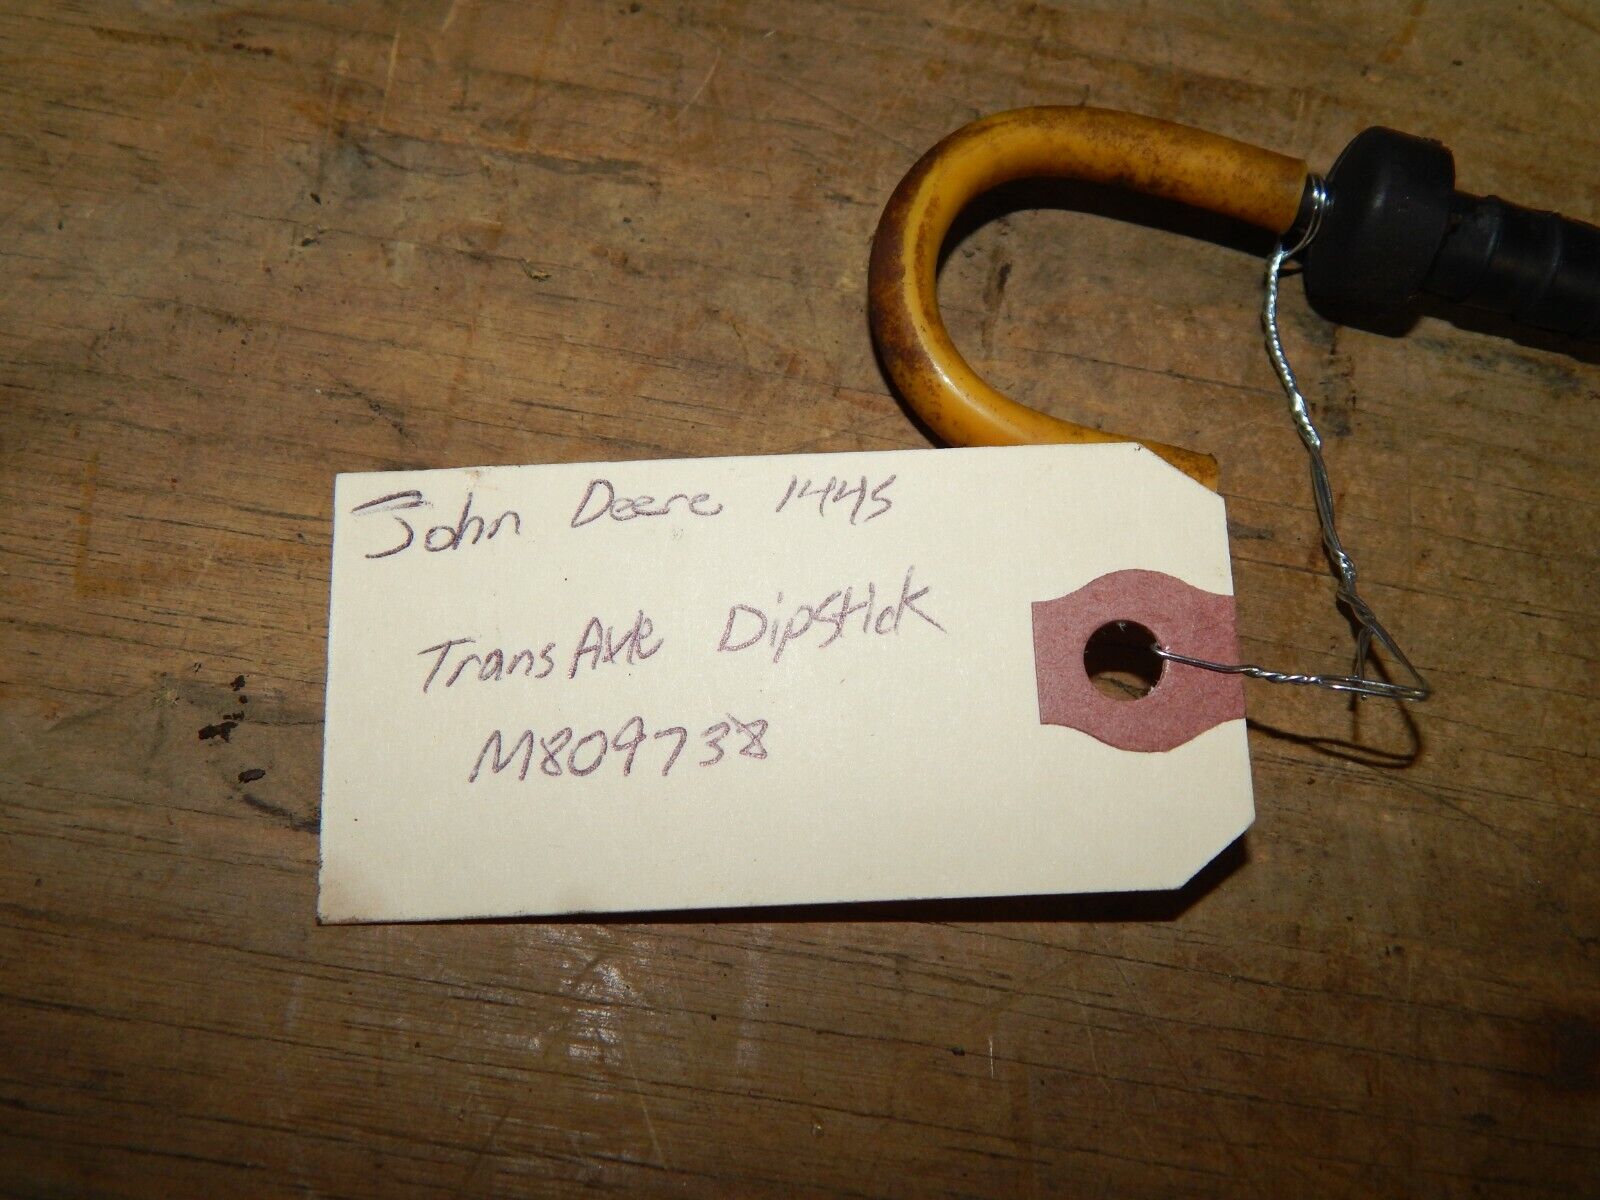 John Deere 1445
TransAxle Dipstick
M809738